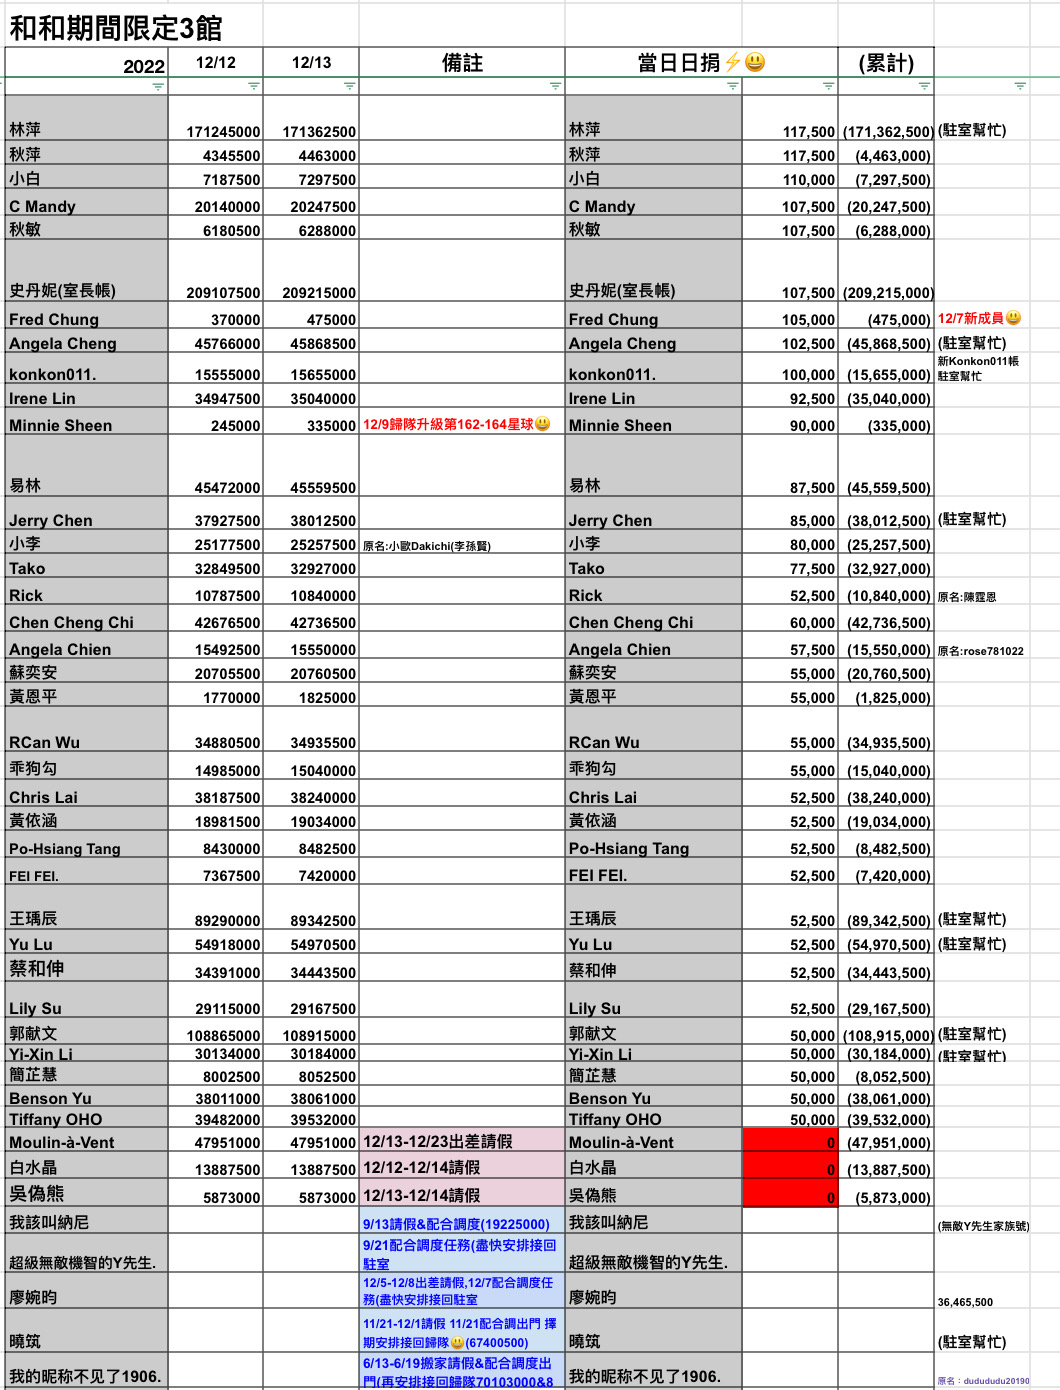 和和期間限定3館
2022 12/12 12/13 備註 當日日捐⚡😃 (累計)
林萍 171245000 171362500 林萍 117,500 (171,362,500) (駐室幫忙)
秋萍 4345500 4463000 秋萍 117,500 (4,463,000)
小白 7187500 7297500 小白 110,000 (7,297,500)
C Mandy 20140000 20247500 C Mandy 107,500 (20,247,500)
秋敏 6180500 6288000 秋敏 107,500 (6,288,000)
史丹妮(室長帳) 209107500 209215000 史丹妮(室長帳) 107,500 (209,215,000)
Fred Chung 370000 475000 Fred Chung 105,000 (475,000) 12/7新成員😃
Angela Cheng 45766000 45868500 Angela Cheng 102,500 (45,868,500) (駐室幫忙)
新Konkon011帳
konkon011. 15555000 15655000 konkon011. 100,000 (15,655,000) 駐室幫忙
Irene Lin 34947500 35040000 Irene Lin 92,500 (35,040,000)
Minnie Sheen 245000 335000 12/9歸隊升級第162-164星球😃 Minnie Sheen 90,000 (335,000)
易林 45472000 45559500 易林 87,500 (45,559,500)
Jerry Chen 37927500 38012500 Jerry Chen 85,000 (38,012,500) (駐室幫忙)
小李 25177500 25257500 原名:小歐Dakichi(李孫賢) 小李 80,000 (25,257,500)
Tako 32849500 32927000 Tako 77,500 (32,927,000)
Rick 10787500 10840000 Rick 52,500 (10,840,000) 原名:陳霆恩
Chen Cheng Chi 42676500 42736500 Chen Cheng Chi 60,000 (42,736,500)
Angela Chien 15492500 15550000 Angela Chien 57,500 (15,550,000) 原名:rose781022
蘇奕安 20705500 20760500 蘇奕安 55,000 (20,760,500)
黃恩平 1770000 1825000 黃恩平 55,000 (1,825,000)
RCan Wu 34880500 34935500 RCan Wu 55,000 (34,935,500)
乖狗勾 14985000 15040000 乖狗勾 55,000 (15,040,000)
Chris Lai 38187500 38240000 Chris Lai 52,500 (38,240,000)
黃依涵 18981500 19034000 黃依涵 52,500 (19,034,000)
Po-Hsiang Tang 8430000 8482500 Po-Hsiang Tang 52,500 (8,482,500)
FEI FEI. 7367500 7420000 FEI FEI. 52,500 (7,420,000)
王瑀辰 89290000 89342500 王瑀辰 52,500 (89,342,500) (駐室幫忙)
Yu Lu 54918000 54970500 Yu Lu 52,500 (54,970,500) (駐室幫忙)
蔡和伸 34391000 34443500 蔡和伸 52,500 (34,443,500)
Lily Su 29115000 29167500 Lily Su 52,500 (29,167,500)
郭献文 108865000 108915000 郭献文 50,000 (108,915,000) (駐室幫忙)
Yi-Xin Li 30134000 30184000 Yi-Xin Li 50,000 (30,184,000) (駐室幫忙)
簡芷慧 8002500 8052500 簡芷慧 50,000 (8,052,500)
Benson Yu 38011000 38061000 Benson Yu 50,000 (38,061,000)
Tiffany OHO 39482000 39532000 Tiffany OHO 50,000 (39,532,000)
Moulin-à-Vent 47951000 47951000 12/13-12/23出差請假 Moulin-à-Vent 0 (47,951,000)
白水晶 13887500 13887500 12/12-12/14請假 白水晶 0 (13,887,500)
吳偽熊 5873000 5873000 12/13-12/14請假 吳偽熊 0 (5,873,000)
我該叫納尼 9/13請假&配合調度(19225000) 我該叫納尼 (無敵Y先生家族號)
9/21配合調度任務(盡快安排接回
超級無敵機智的Y先生. 駐室 超級無敵機智的Y先生.
12/5-12/8出差請假,12/7配合調度任
廖婉昀 務(盡快安排接回駐室 廖婉昀 36,465,500
11/21-12/1請假 11/21配合調出門 擇
曉筑 期安排接回歸隊😃(67400500) 曉筑 (駐室幫忙)
6/13-6/19搬家請假&配合調度出
我的昵称不见了1906. 門(再安排接回歸隊70103000&8 我的昵称不见了1906. 原名：dudududu20190